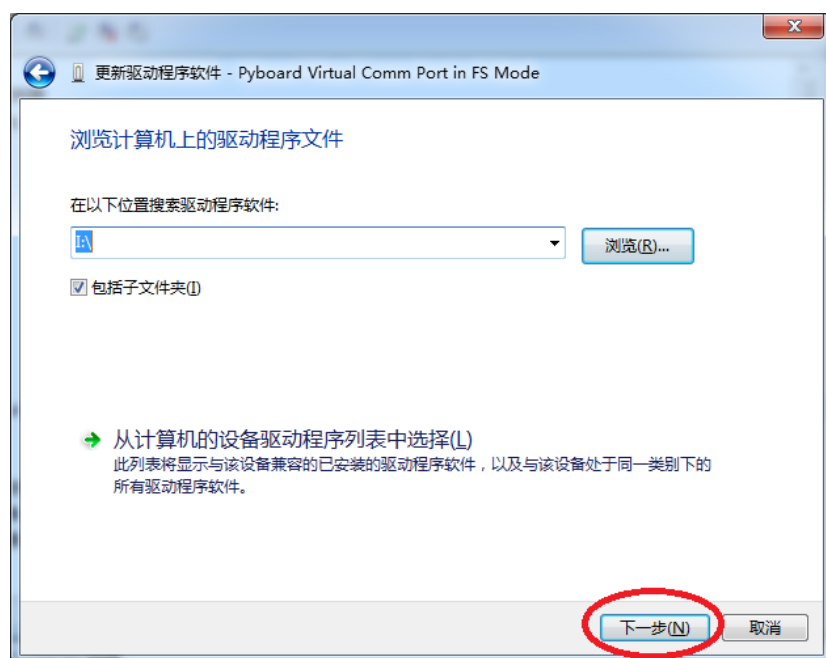 更新驱动程序软件 - Pyboard Virtual Comm Port in FS Mode
浏览计算机上的驱动程序文件
在以下位置搜索驱动程序软件:
I:\
浏览(R)...
包括子文件夹(I)
从计算机的设备驱动程序列表中选择(L)
此列表将显示与该设备兼容的已安装的驱动程序软件，以及与该设备处于同一类别下的
所有驱动程序软件。
下一步(N)
取消